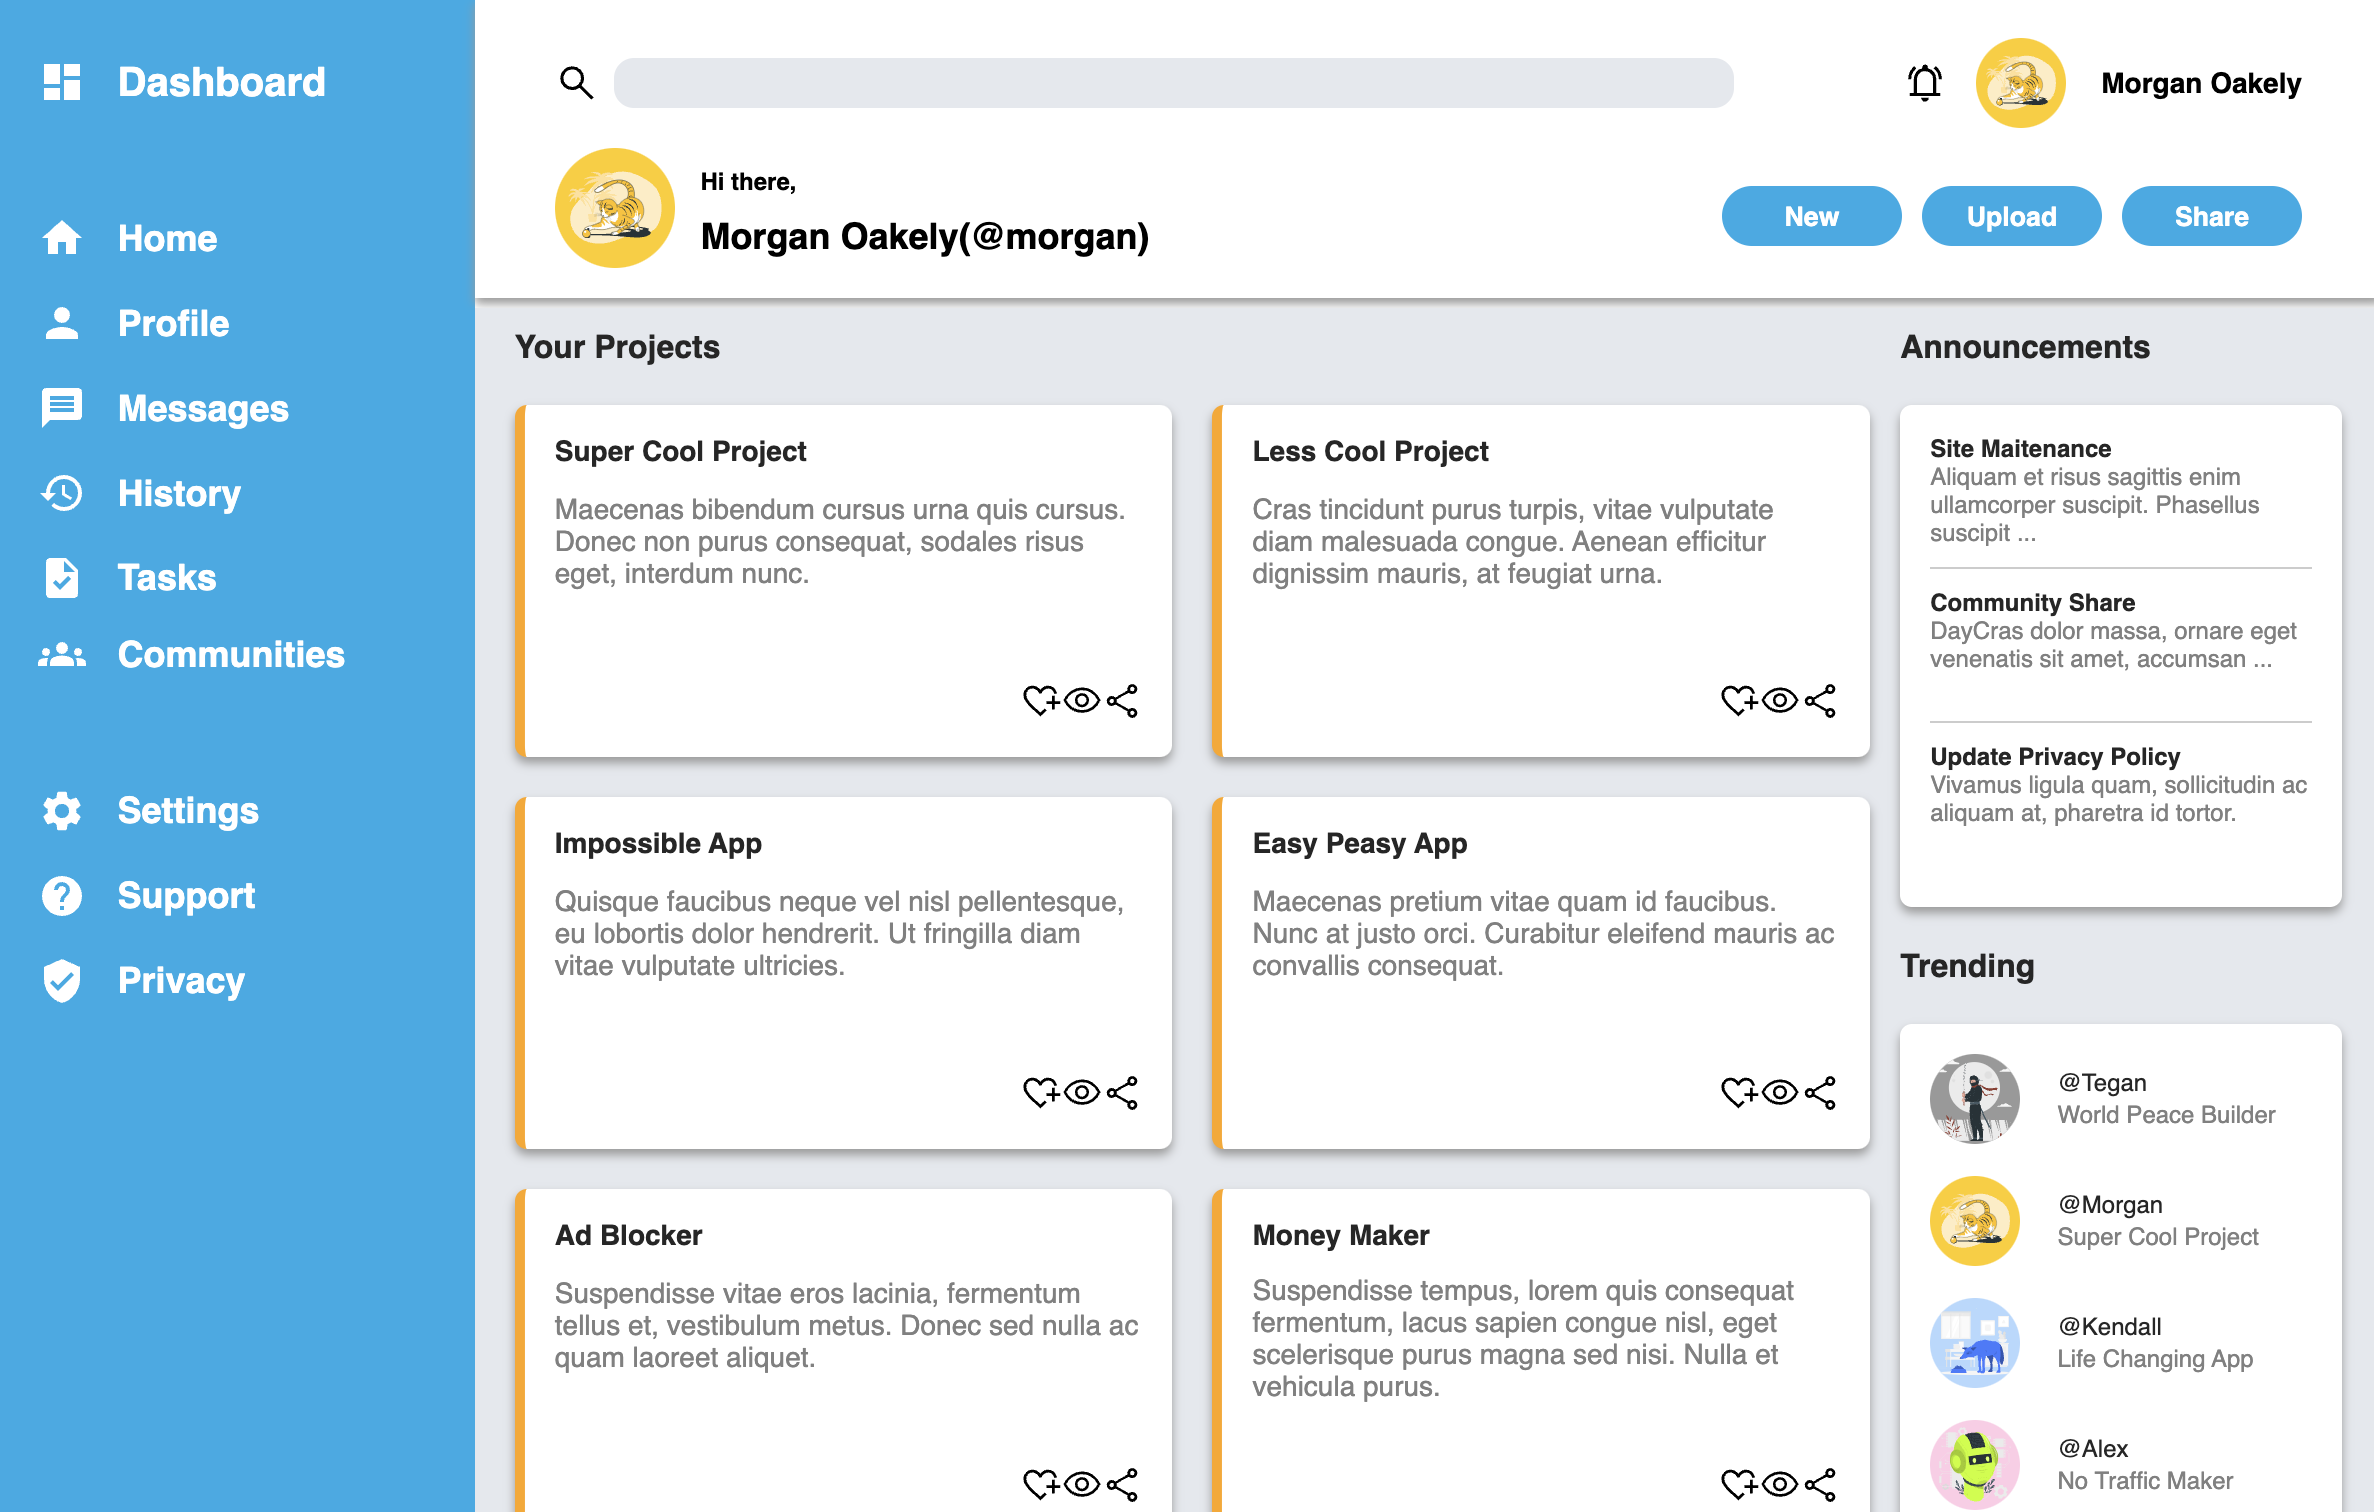 Dashboard
Home
Profile
Messages
History
Tasks
Communities
Settings
Support
Privacy
Morgan Oakely
Hi there,
Morgan Oakely(@morgan)
New
Upload
Share
Your Projects
Super Cool Project
Maecenas bibendum cursus urna quis cursus.
Donec non purus consequat, sodales risus
eget, interdum nunc.
Less Cool Project
Cras tincidunt purus turpis, vitae vulputate
diam malesuada congue. Aenean efficitur
dignissim mauris, at feugiat urna.
Impossible App
Quisque faucibus neque vel nisl pellentesque,
eu lobortis dolor hendrerit. Ut fringilla diam
vitae vulputate ultricies.
Easy Peasy App
Maecenas pretium vitae quam id faucibus.
Nunc at justo orci. Curabitur eleifend mauris ac
convallis consequat.
Ad Blocker
Suspendisse vitae eros lacinia, fermentum
tellus et, vestibulum metus. Donec sed nulla ac
quam laoreet aliquet.
Money Maker
Suspendisse tempus, lorem quis consequat
fermentum, lacus sapien congue nisl, eget
scelerisque purus magna sed nisi. Nulla et
vehicula purus.
Announcements
Site Maitenance
Aliquam et risus sagittis enim
ullamcorper suscipit. Phasellus
suscipit ...
Community Share
DayCras dolor massa, ornare eget
venenatis sit amet, accumsan ...
Update Privacy Policy
Vivamus ligula quam, sollicitudin ac
aliquam at, pharetra id tortor.
Trending
@Tegan
World Peace Builder
@Morgan
Super Cool Project
@Kendall
Life Changing App
@Alex
No Traffic Maker